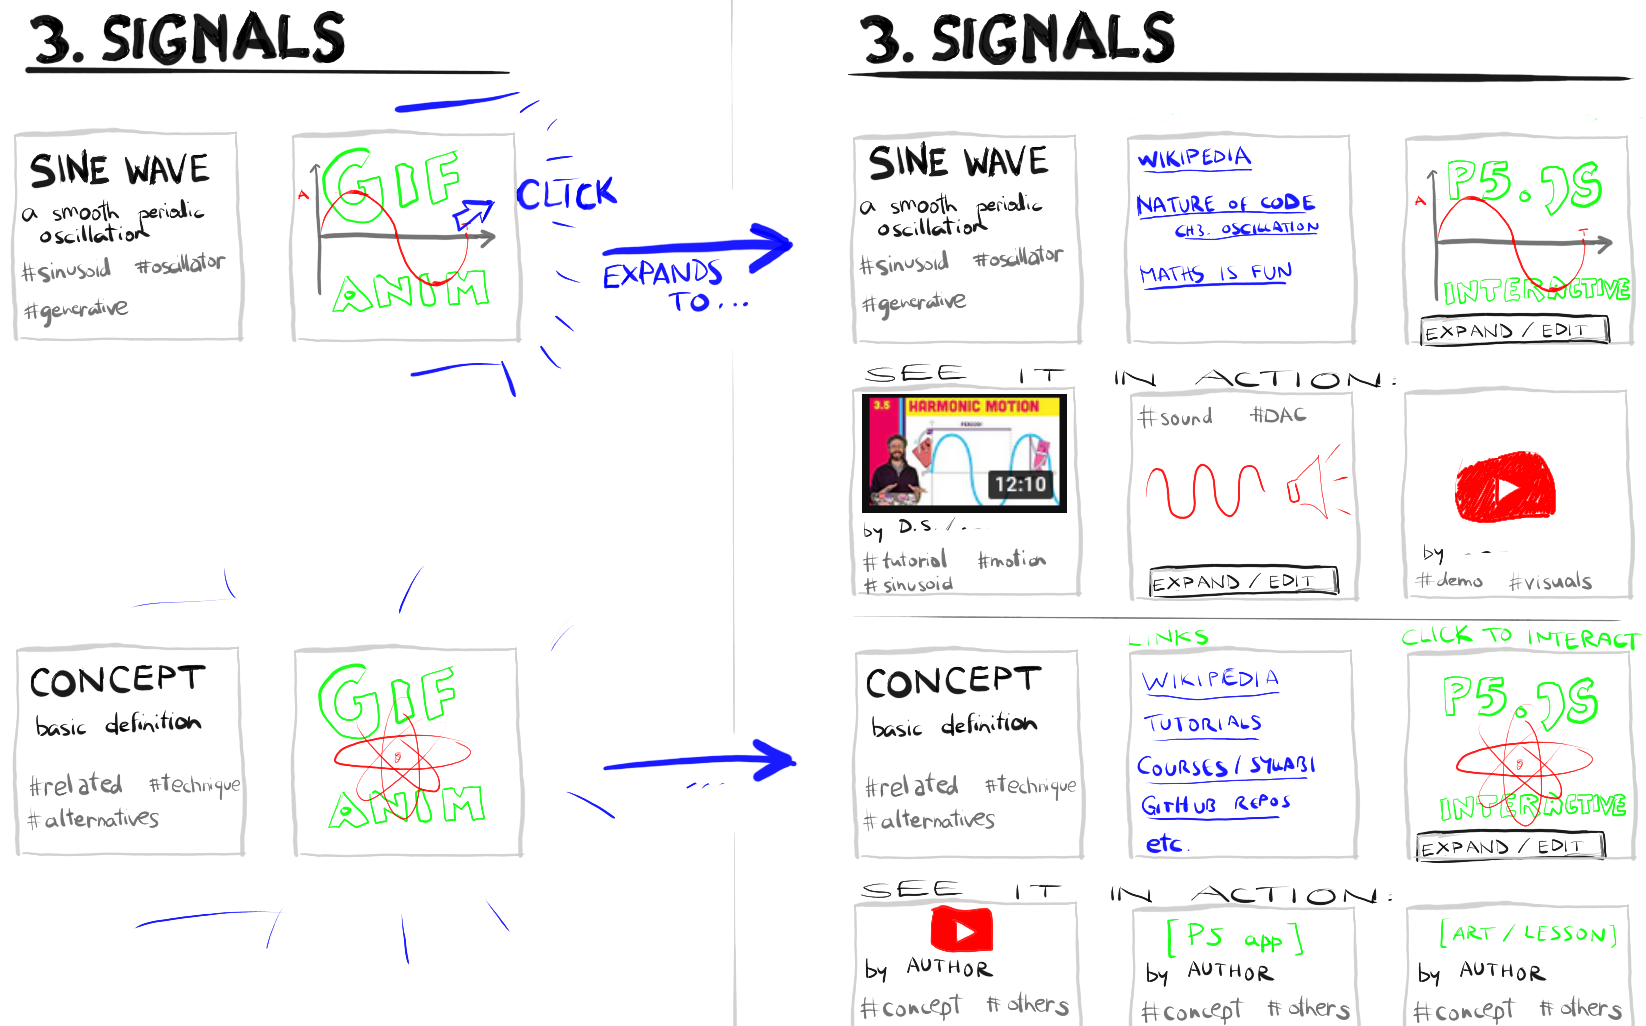 3. SIGNALS
SINE WAVE
a smooth periodic
oscillation
#sinusoid #oscillator
#generative
GIF
A
ANIM
CLICK
EXPANDS
TO...
CONCEPT
basic definition
#related #technique
#alternatives
GIF
ANIM
3. SIGNALS
SINE WAVE
a smooth periodic
oscillation
#sinusoid #oscillator
#generative
WIKIPEDIA
NATURE OF CODE
CH3. OSCILLATION
MATHS IS FUN
P5.JS
A
T
INTERACTIVE
EXPAND / EDIT
SEE IT IN ACTION:
3.5 HARMONIC MOTION
PERIOD
12:10
by D.S. / . - -
#tutorial #motion
#sinusoid
#sound #DAC
EXPAND / EDIT
by - - - -
#demo #visuals
CONCEPT
basic definition
#related #technique
#alternatives
LINKS
WIKIPEDIA
TUTORIALS
COURSES / SYLLABI
GITHUB REPOS
etc.
CLICK TO INTERACT
P5.JS
INTERACTIVE
EXPAND / EDIT
SEE IT IN ACTION:
by AUTHOR
#concept #others
[P5 app]
by AUTHOR
#concept #others
[ART / LESSON]
by AUTHOR
#concept #others